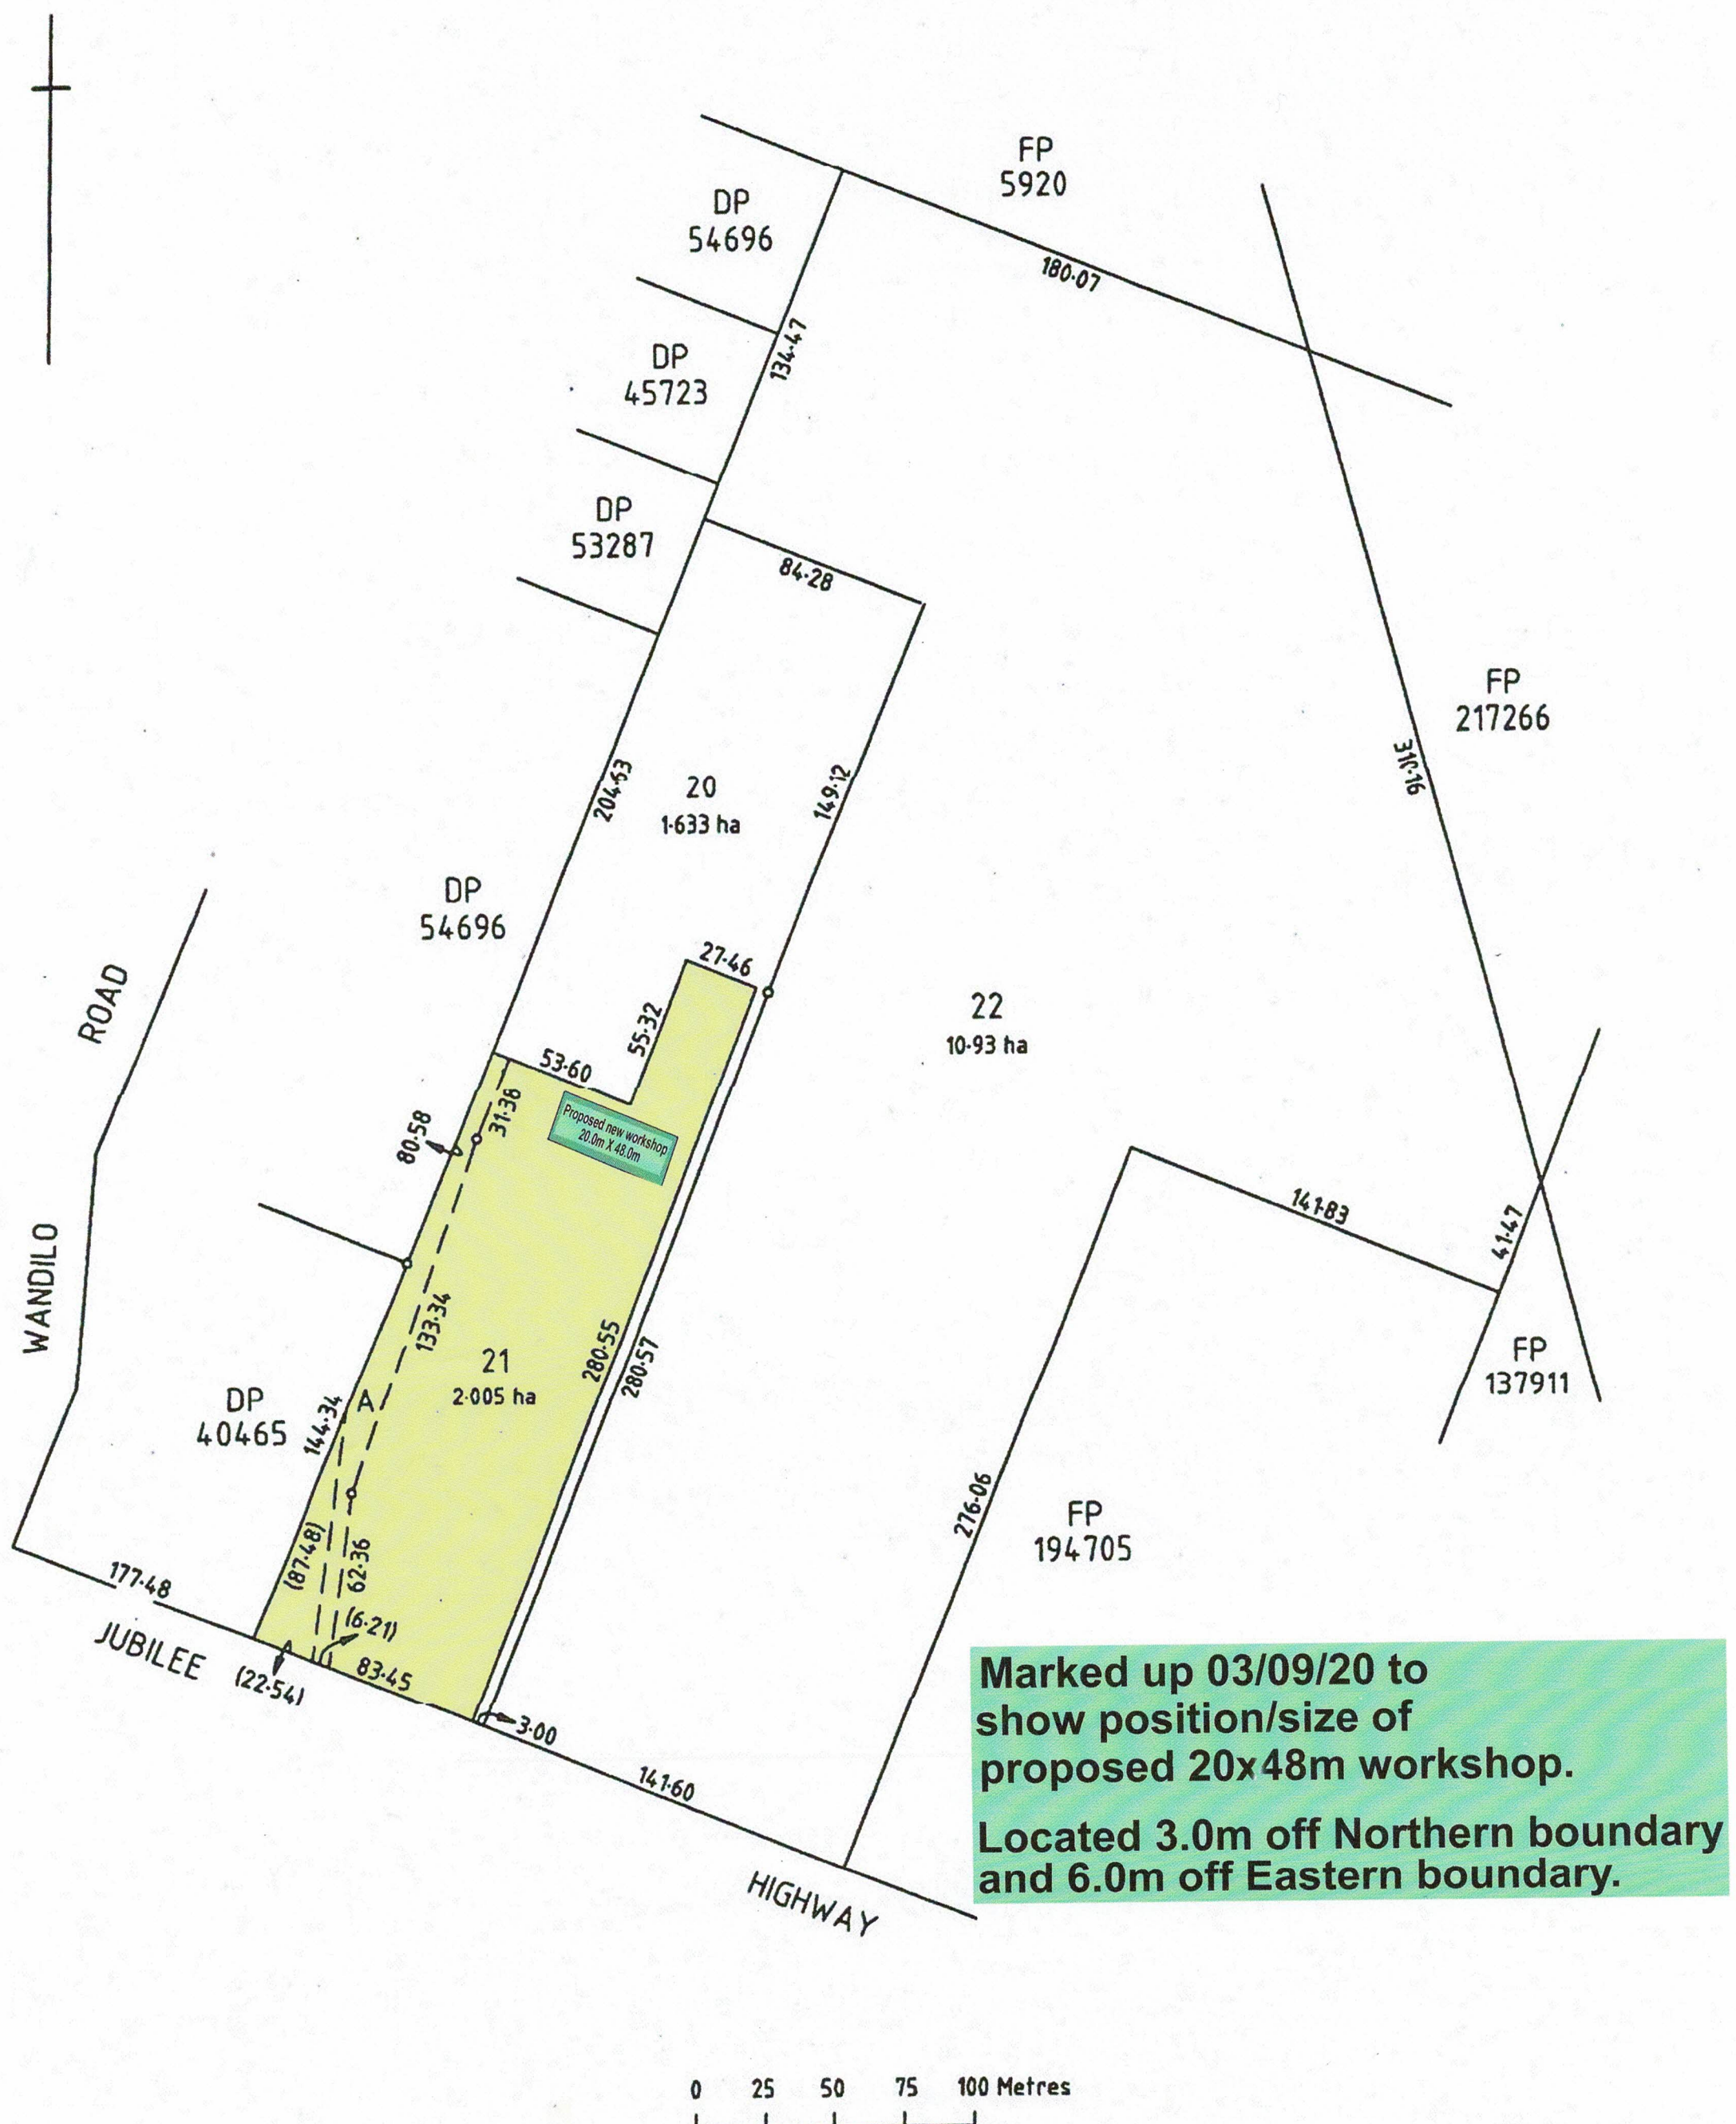 FP
5920
DP
54696
180·07
134·47
DP
45723
DP
53287
84·28
FP
217266
310·16
204·63
20
1·633 ha
149·12
DP
54696
27·46
ROAD
55·32
22
10·93 ha
53·60
31·36
80·58
Proposed new workshop
20.0m X 48.0m
141·83
41·47
WANDILO
133·34
280·55
280·57
21
2·005 ha
FP
137911
DP
40465
144·34
A
276·06
FP
194705
(87·48)
62·36
177·48
(6·21)
JUBILEE
(22·54)
A
83·45
3·00
141·60
HIGHWAY
Marked up 03/09/20 to
show position/size of
proposed 20x48m workshop.
Located 3.0m off Northern boundary
and 6.0m off Eastern boundary.
0 25 50 75 100 Metres